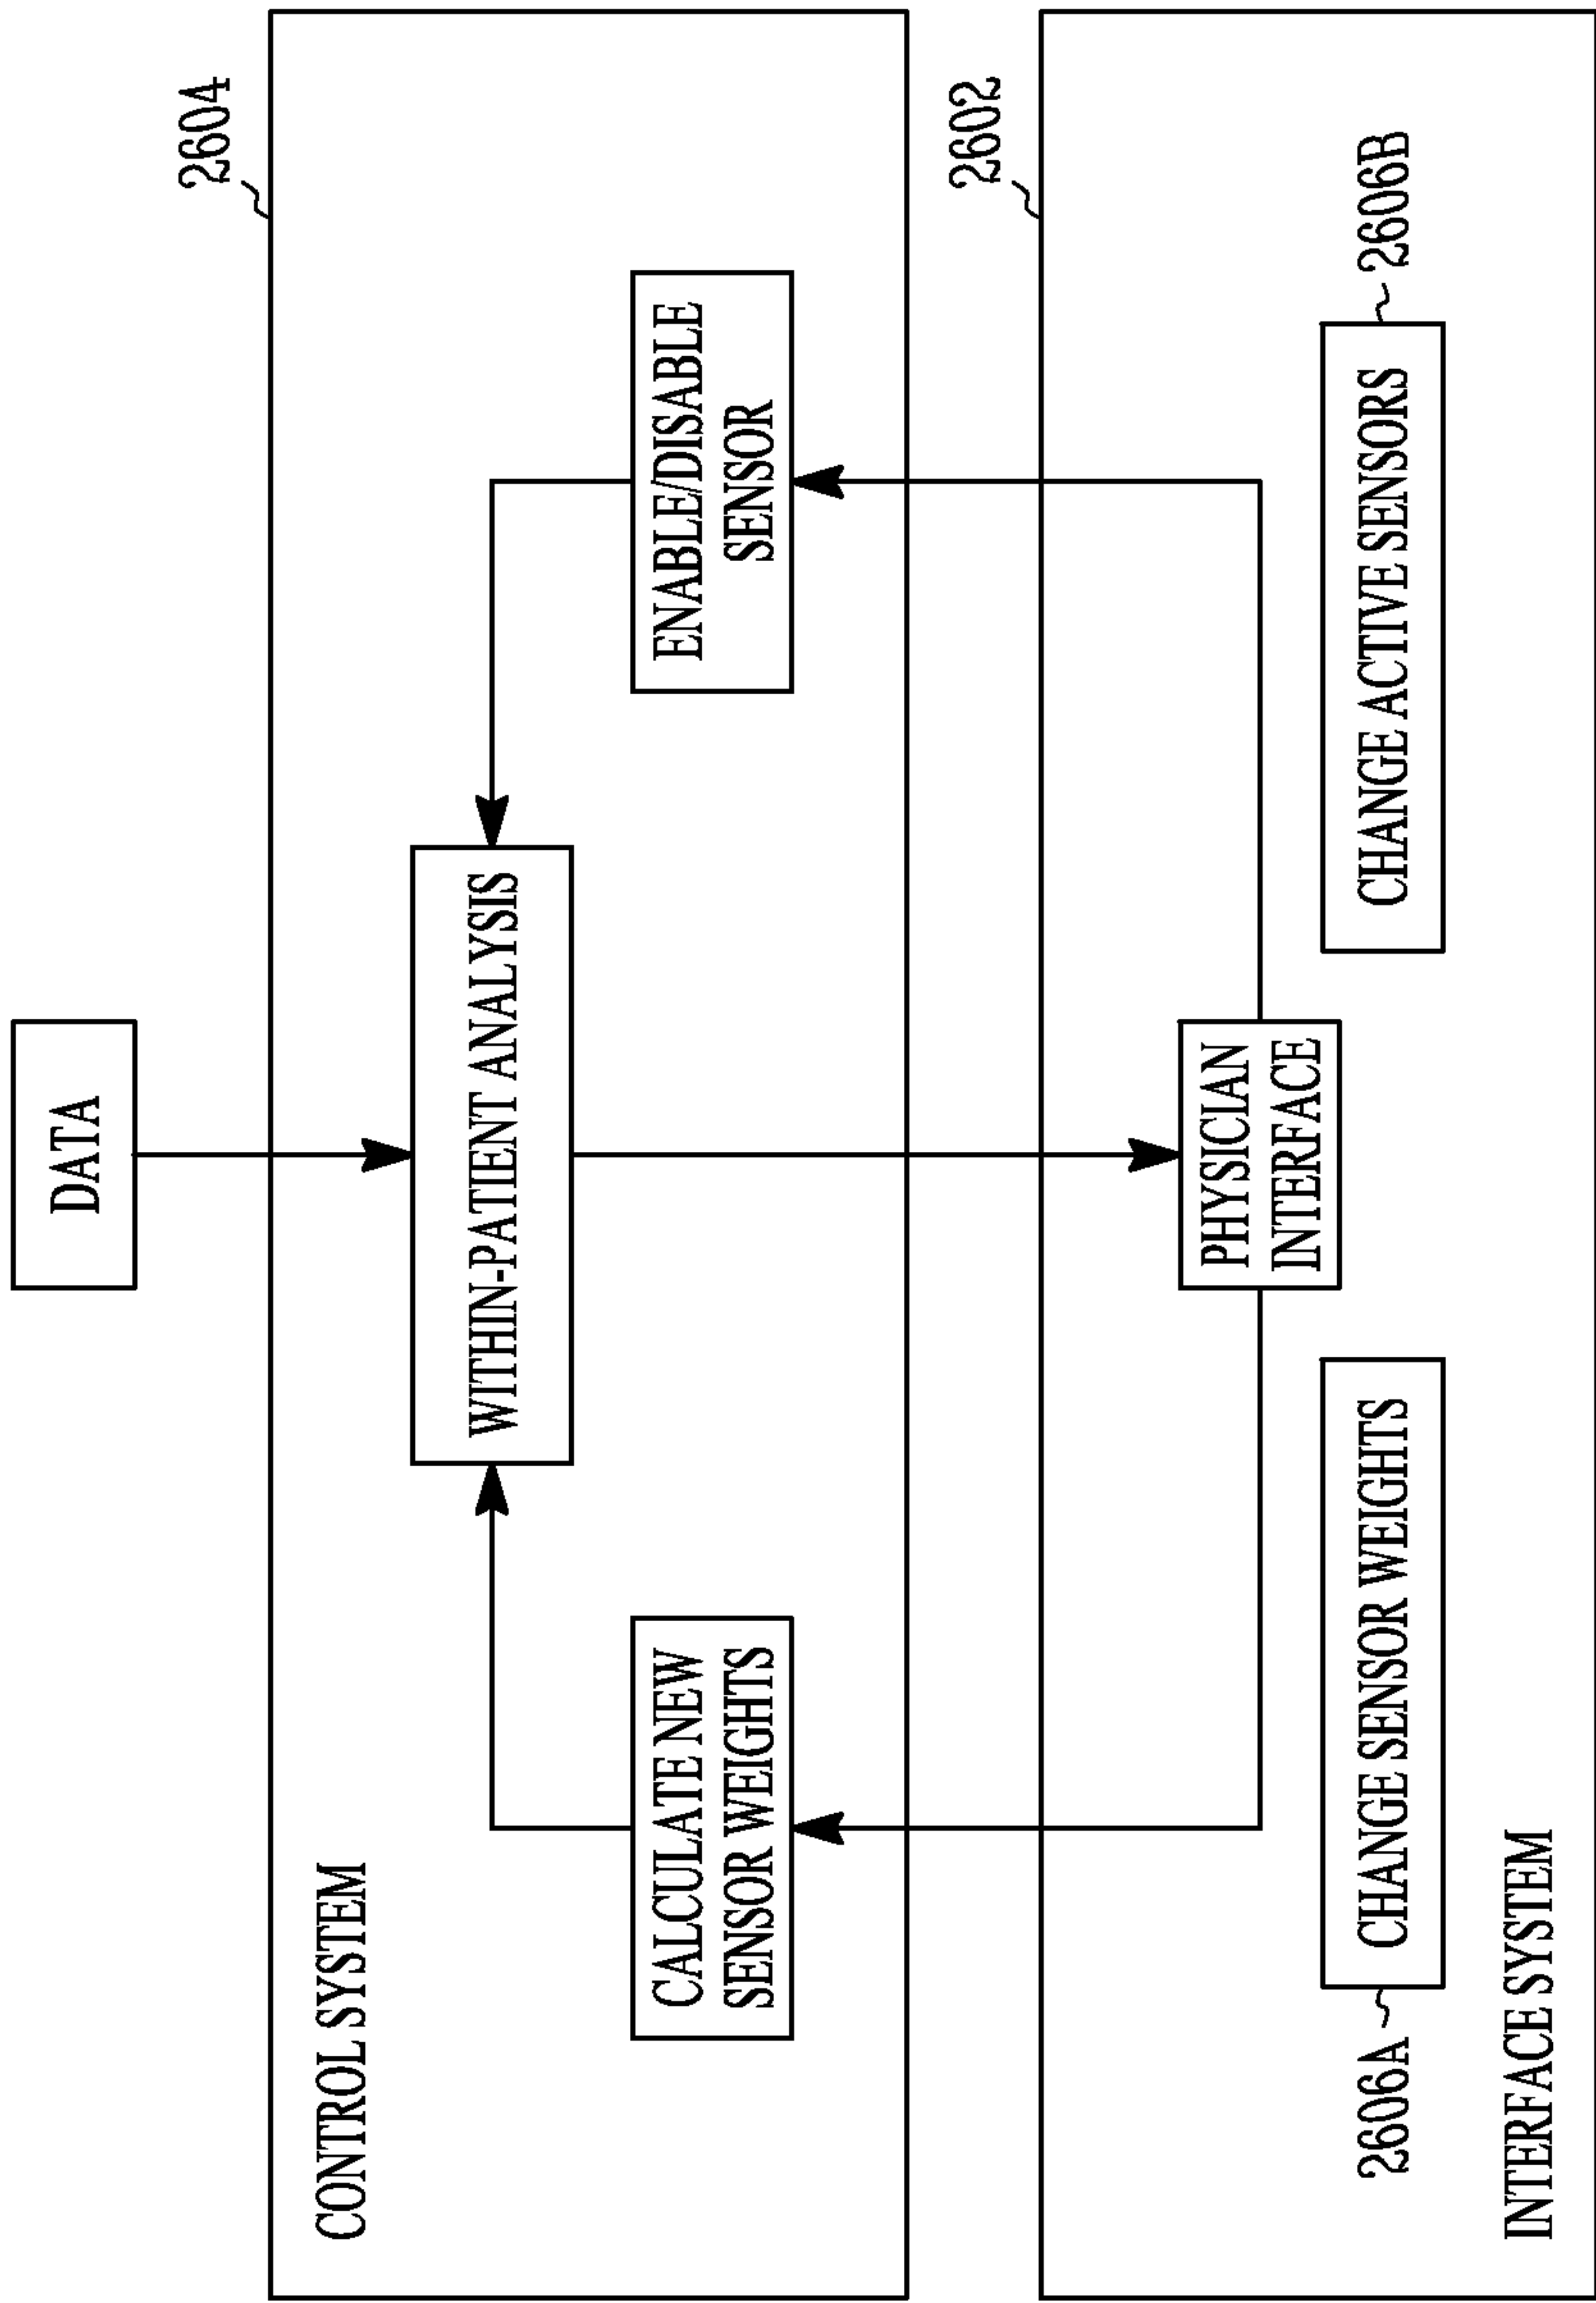 DATA
2604
CONTROL SYSTEM
WITHIN-PATIENT ANALYSIS
CALCULATE NEW
SENSOR WEIGHTS
ENABLE/DISABLE
SENSOR
2602
PHYSICIAN
INTERFACE
2606A
CHANGE SENSOR WEIGHTS
CHANGE ACTIVE SENSORS
2606B
INTERFACE SYSTEM